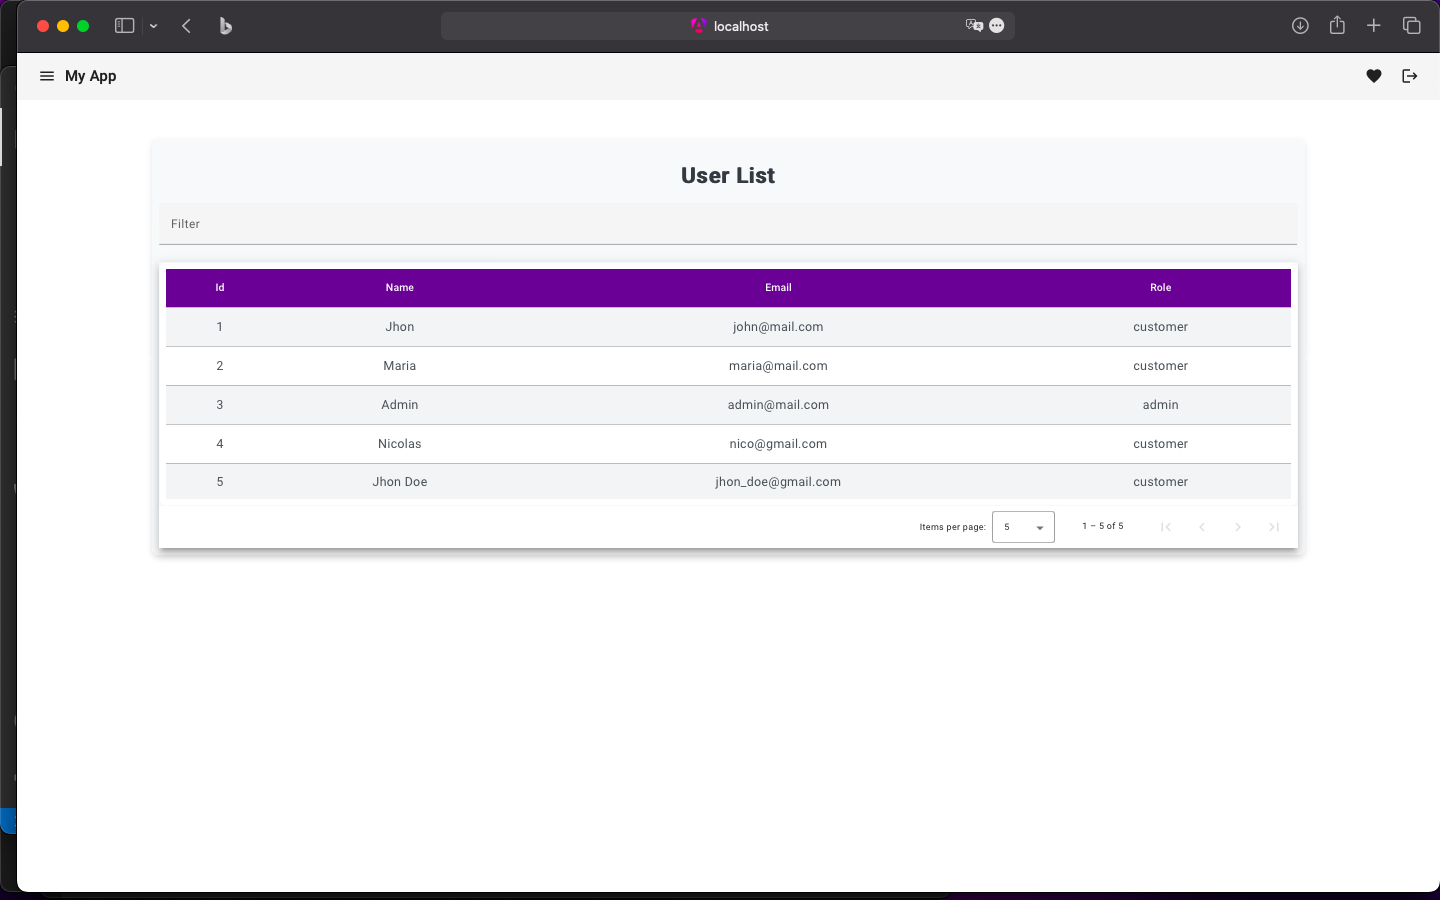 localhost
My App
User List
Filter
Id Name Email Role
1 Jhon john@mail.com customer
2 Maria maria@mail.com customer
3 Admin admin@mail.com admin
4 Nicolas nico@gmail.com customer
5 Jhon Doe jhon_doe@gmail.com customer
Items per page: 5 1 – 5 of 5